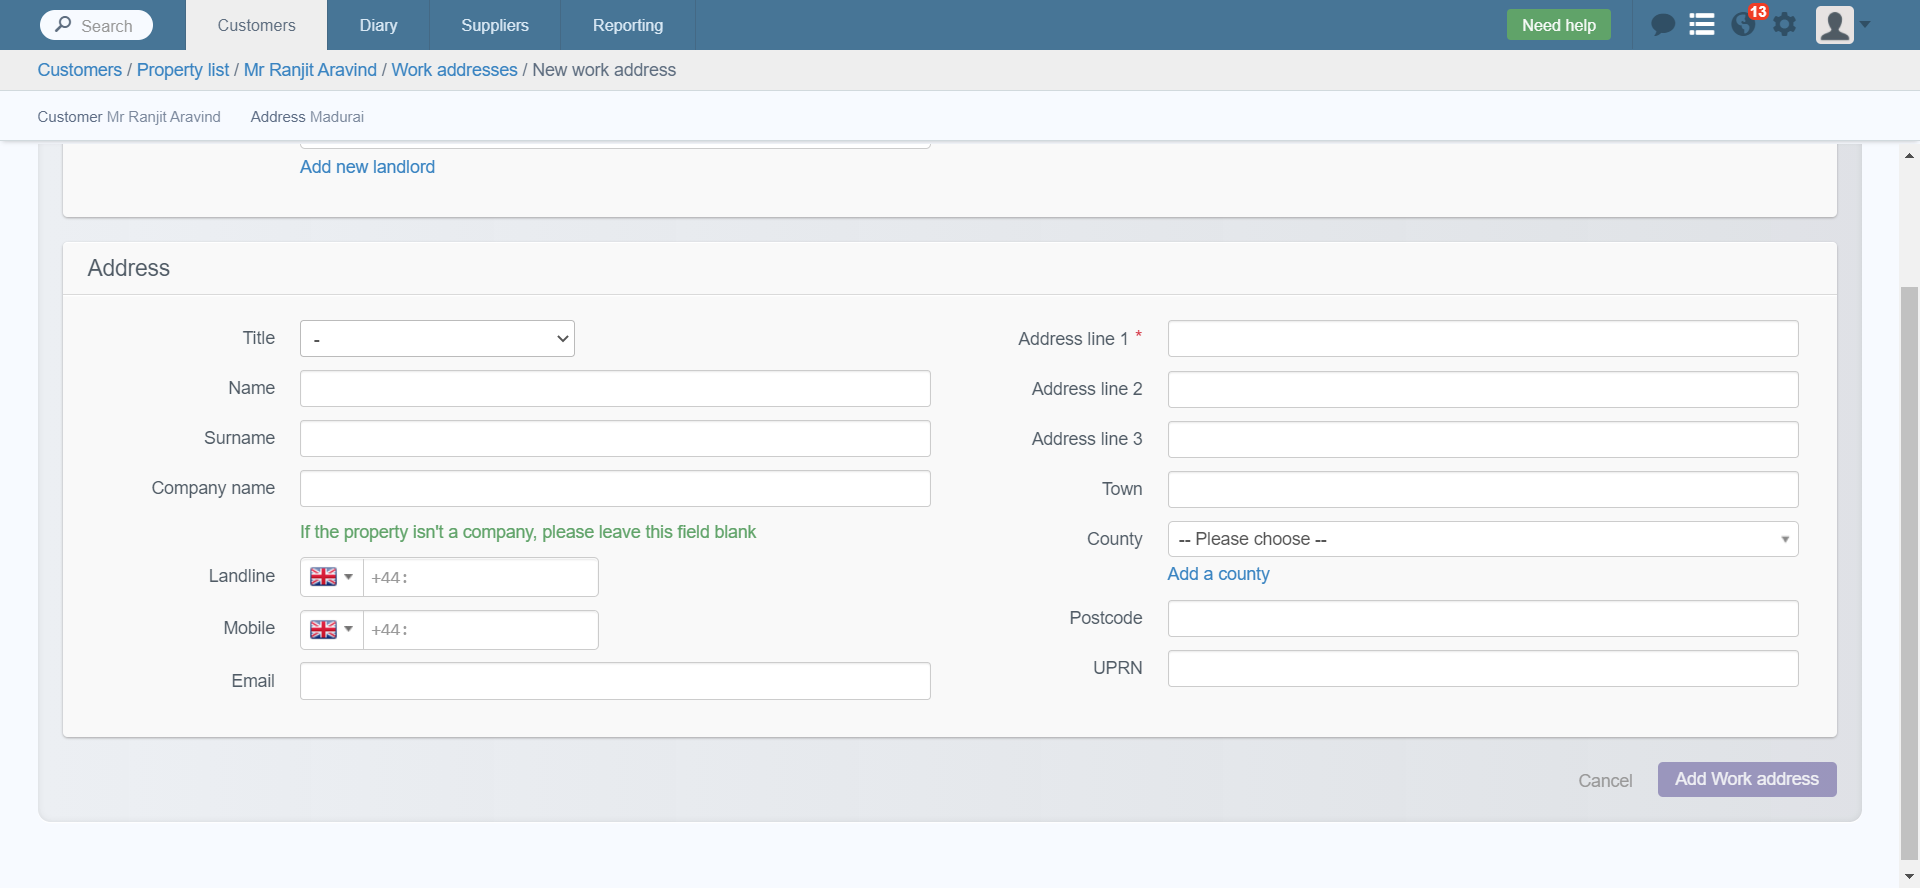 Search
Customers
Diary
Suppliers
Reporting
Need help
13
Customers / Property list / Mr Ranjit Aravind / Work addresses / New work address
Customer Mr Ranjit Aravind
Address Madurai
Add new landlord
Address
Title
-
Name
Surname
Company name
If the property isn't a company, please leave this field blank
Landline
+44:
Mobile
+44:
Email
Address line 1 *
Address line 2
Address line 3
Town
County
-- Please choose --
Add a county
Postcode
UPRN
Cancel
Add Work address